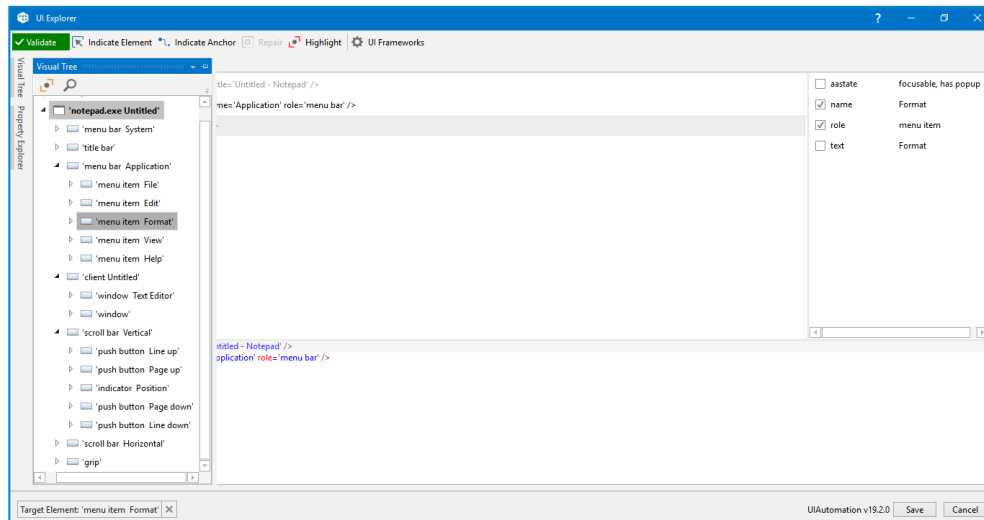 UI Explorer
Validate Indicate Element Indicate Anchor Repair Highlight UI Frameworks
Visual Tree
Property Explorer
Visual Tree
'notepad.exe Untitled'
'menu bar System'
'title bar'
'menu bar Application'
'menu item File'
'menu item Edit'
'menu item Format'
'menu item View'
'menu item Help'
'client Untitled'
'window Text Editor'
'window'
'scroll bar Vertical'
'push button Line up'
'push button Page up'
'indicator Position'
'push button Page down'
'push button Line down'
'scroll bar Horizontal'
'grip'
tle='Untitled - Notepad' />
me='Application' role='menu bar' />
ntitled - Notepad' />
pplication' role='menu bar' />
aastate focusable, has popup
name Format
role menu item
text Format
Target Element: 'menu item Format'
UIAutomation v19.2.0 Save Cancel